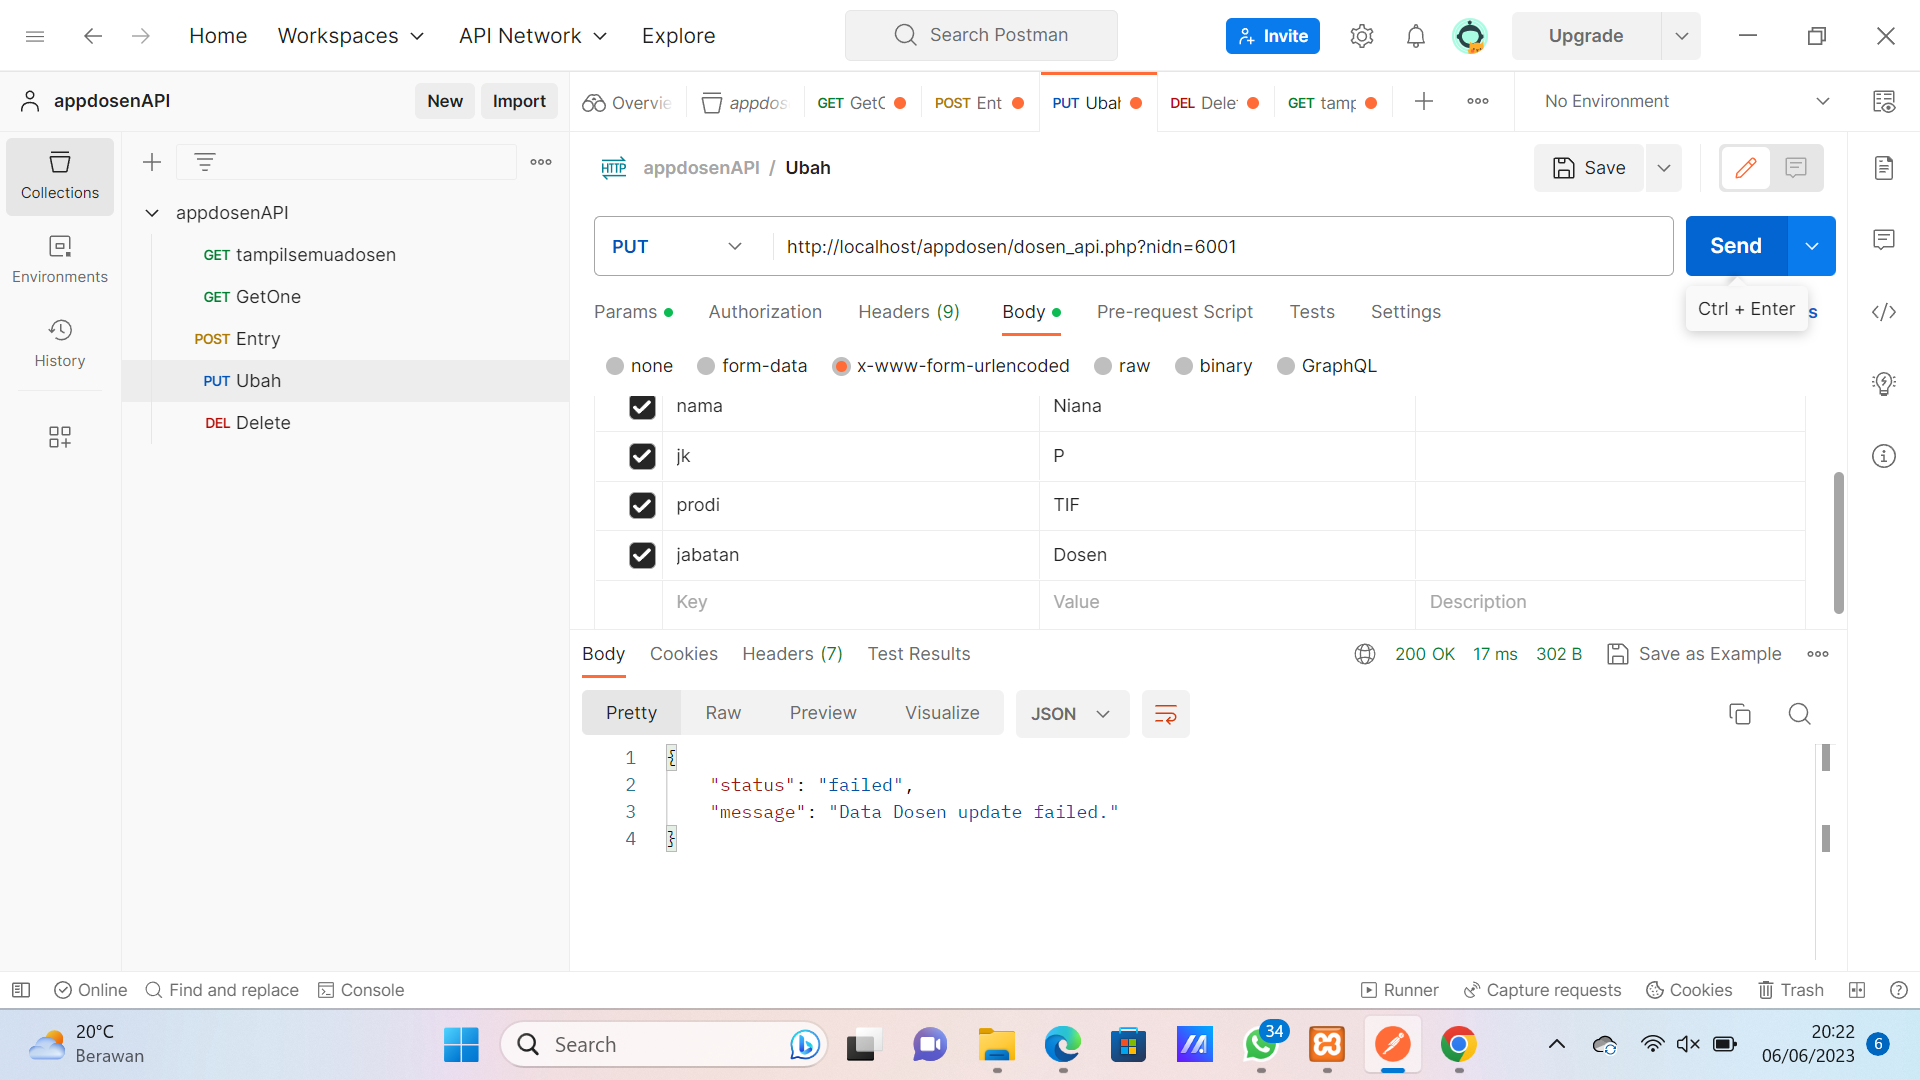 Home
Workspaces
API Network
Explore
Search Postman
Invite
Upgrade
appdosenAPI
New
Import
Overvie
appdos
GET GetO
POST Ent
PUT Ubah
DEL Dele
GET tamp
No Environment
Collections
Environments
History
appdosenAPI
GET tampilsemuadosen
GET GetOne
POST Entry
PUT Ubah
DEL Delete
HTTP
appdosenAPI / Ubah
Save
PUT
http://localhost/appdosen/dosen_api.php?nidn=6001
Send
Ctrl + Enter
s
Params
Authorization
Headers (9)
Body
Pre-request Script
Tests
Settings
none
form-data
x-www-form-urlencoded
raw
binary
GraphQL
nama Niana
jk P
prodi TIF
jabatan Dosen
Key Value Description
Body
Cookies
Headers (7)
Test Results
200 OK
17 ms
302 B
Save as Example
Pretty
Raw
Preview
Visualize
JSON
1 {
2 "status": "failed",
3 "message": "Data Dosen update failed."
4 }
Online
Find and replace
Console
Runner
Capture requests
Cookies
Trash
20°C
Berawan
Search
34
20:22
06/06/2023
6